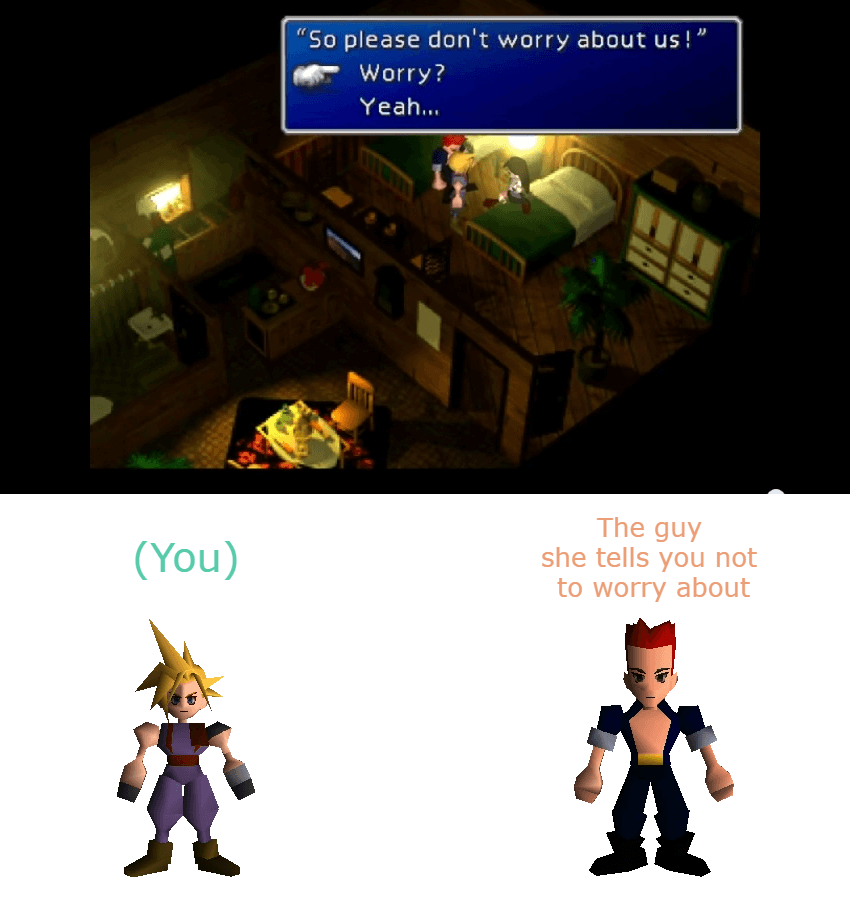 “So please don't worry about us!”
Worry?
Yeah...
(You)
The guy
she tells you not
to worry about